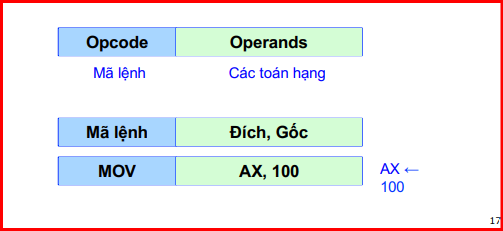 Opcode Operands
Mã lệnh Các toán hạng
Mã lệnh Đích, Gốc
MOV AX, 100 AX ←
100
17